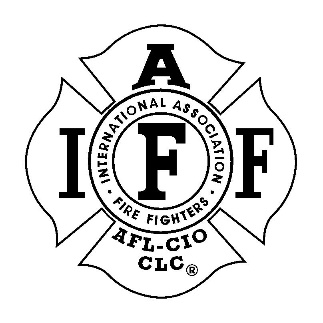 A
I F F
INTERNATIONAL ASSOCIATION
• FIRE FIGHTERS •
AFL-CIO
CLC®